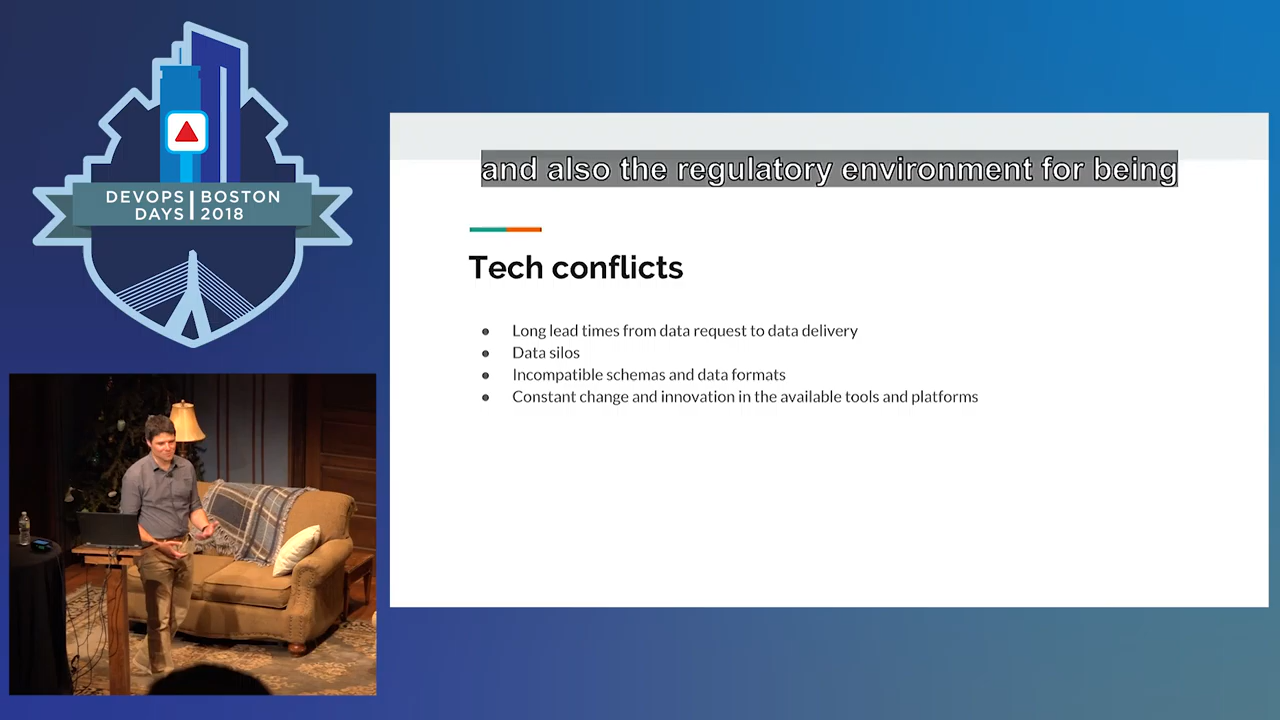 DEVOPS BOSTON
DAYS 2018
and also the regulatory environment for being
Tech conflicts
● Long lead times from data request to data delivery
● Data silos
● Incompatible schemas and data formats
● Constant change and innovation in the available tools and platforms